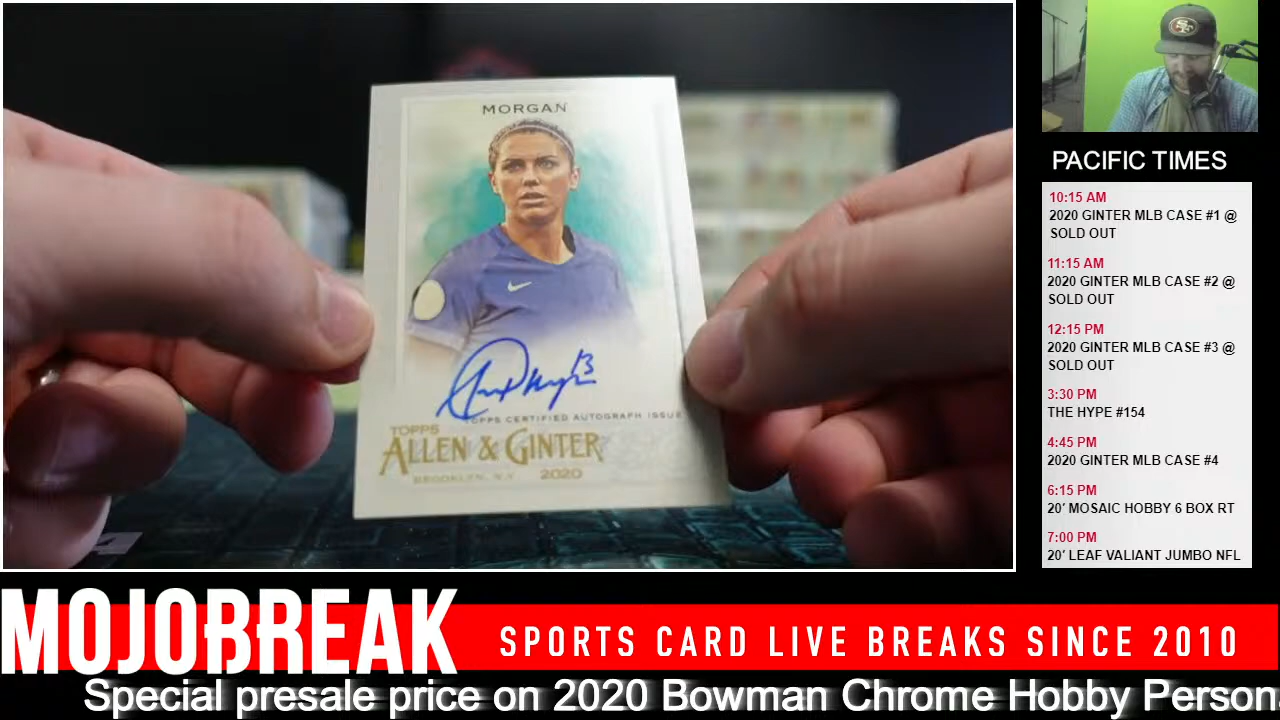 MORGAN
13
TOPPS CERTIFIED AUTOGRAPH ISSUE
TOPPS
ALLEN & GINTER
BROOKLYN, N.Y. 2020
SF
PACIFIC TIMES
10:15 AM
2020 GINTER MLB CASE #1 @
SOLD OUT
11:15 AM
2020 GINTER MLB CASE #2 @
SOLD OUT
12:15 PM
2020 GINTER MLB CASE #3 @
SOLD OUT
3:30 PM
THE HYPE #154
4:45 PM
2020 GINTER MLB CASE #4
6:15 PM
20' MOSAIC HOBBY 6 BOX RT
7:00 PM
20' LEAF VALIANT JUMBO NFL
MOJOBREAK
SPORTS CARD LIVE BREAKS SINCE 2010
Special presale price on 2020 Bowman Chrome Hobby Person